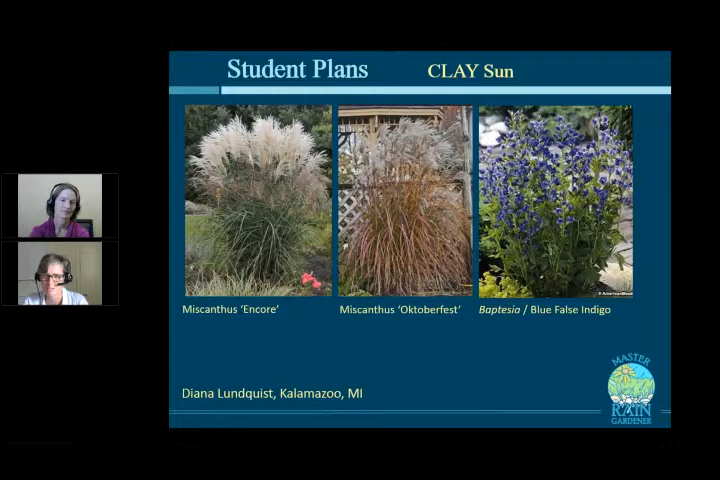 Student Plans CLAY Sun
© AmericanMead
Miscanthus 'Encore' Miscanthus 'Oktoberfest' Baptesia / Blue False Indigo
Diana Lundquist, Kalamazoo, MI
MASTER
RAIN
GARDENER